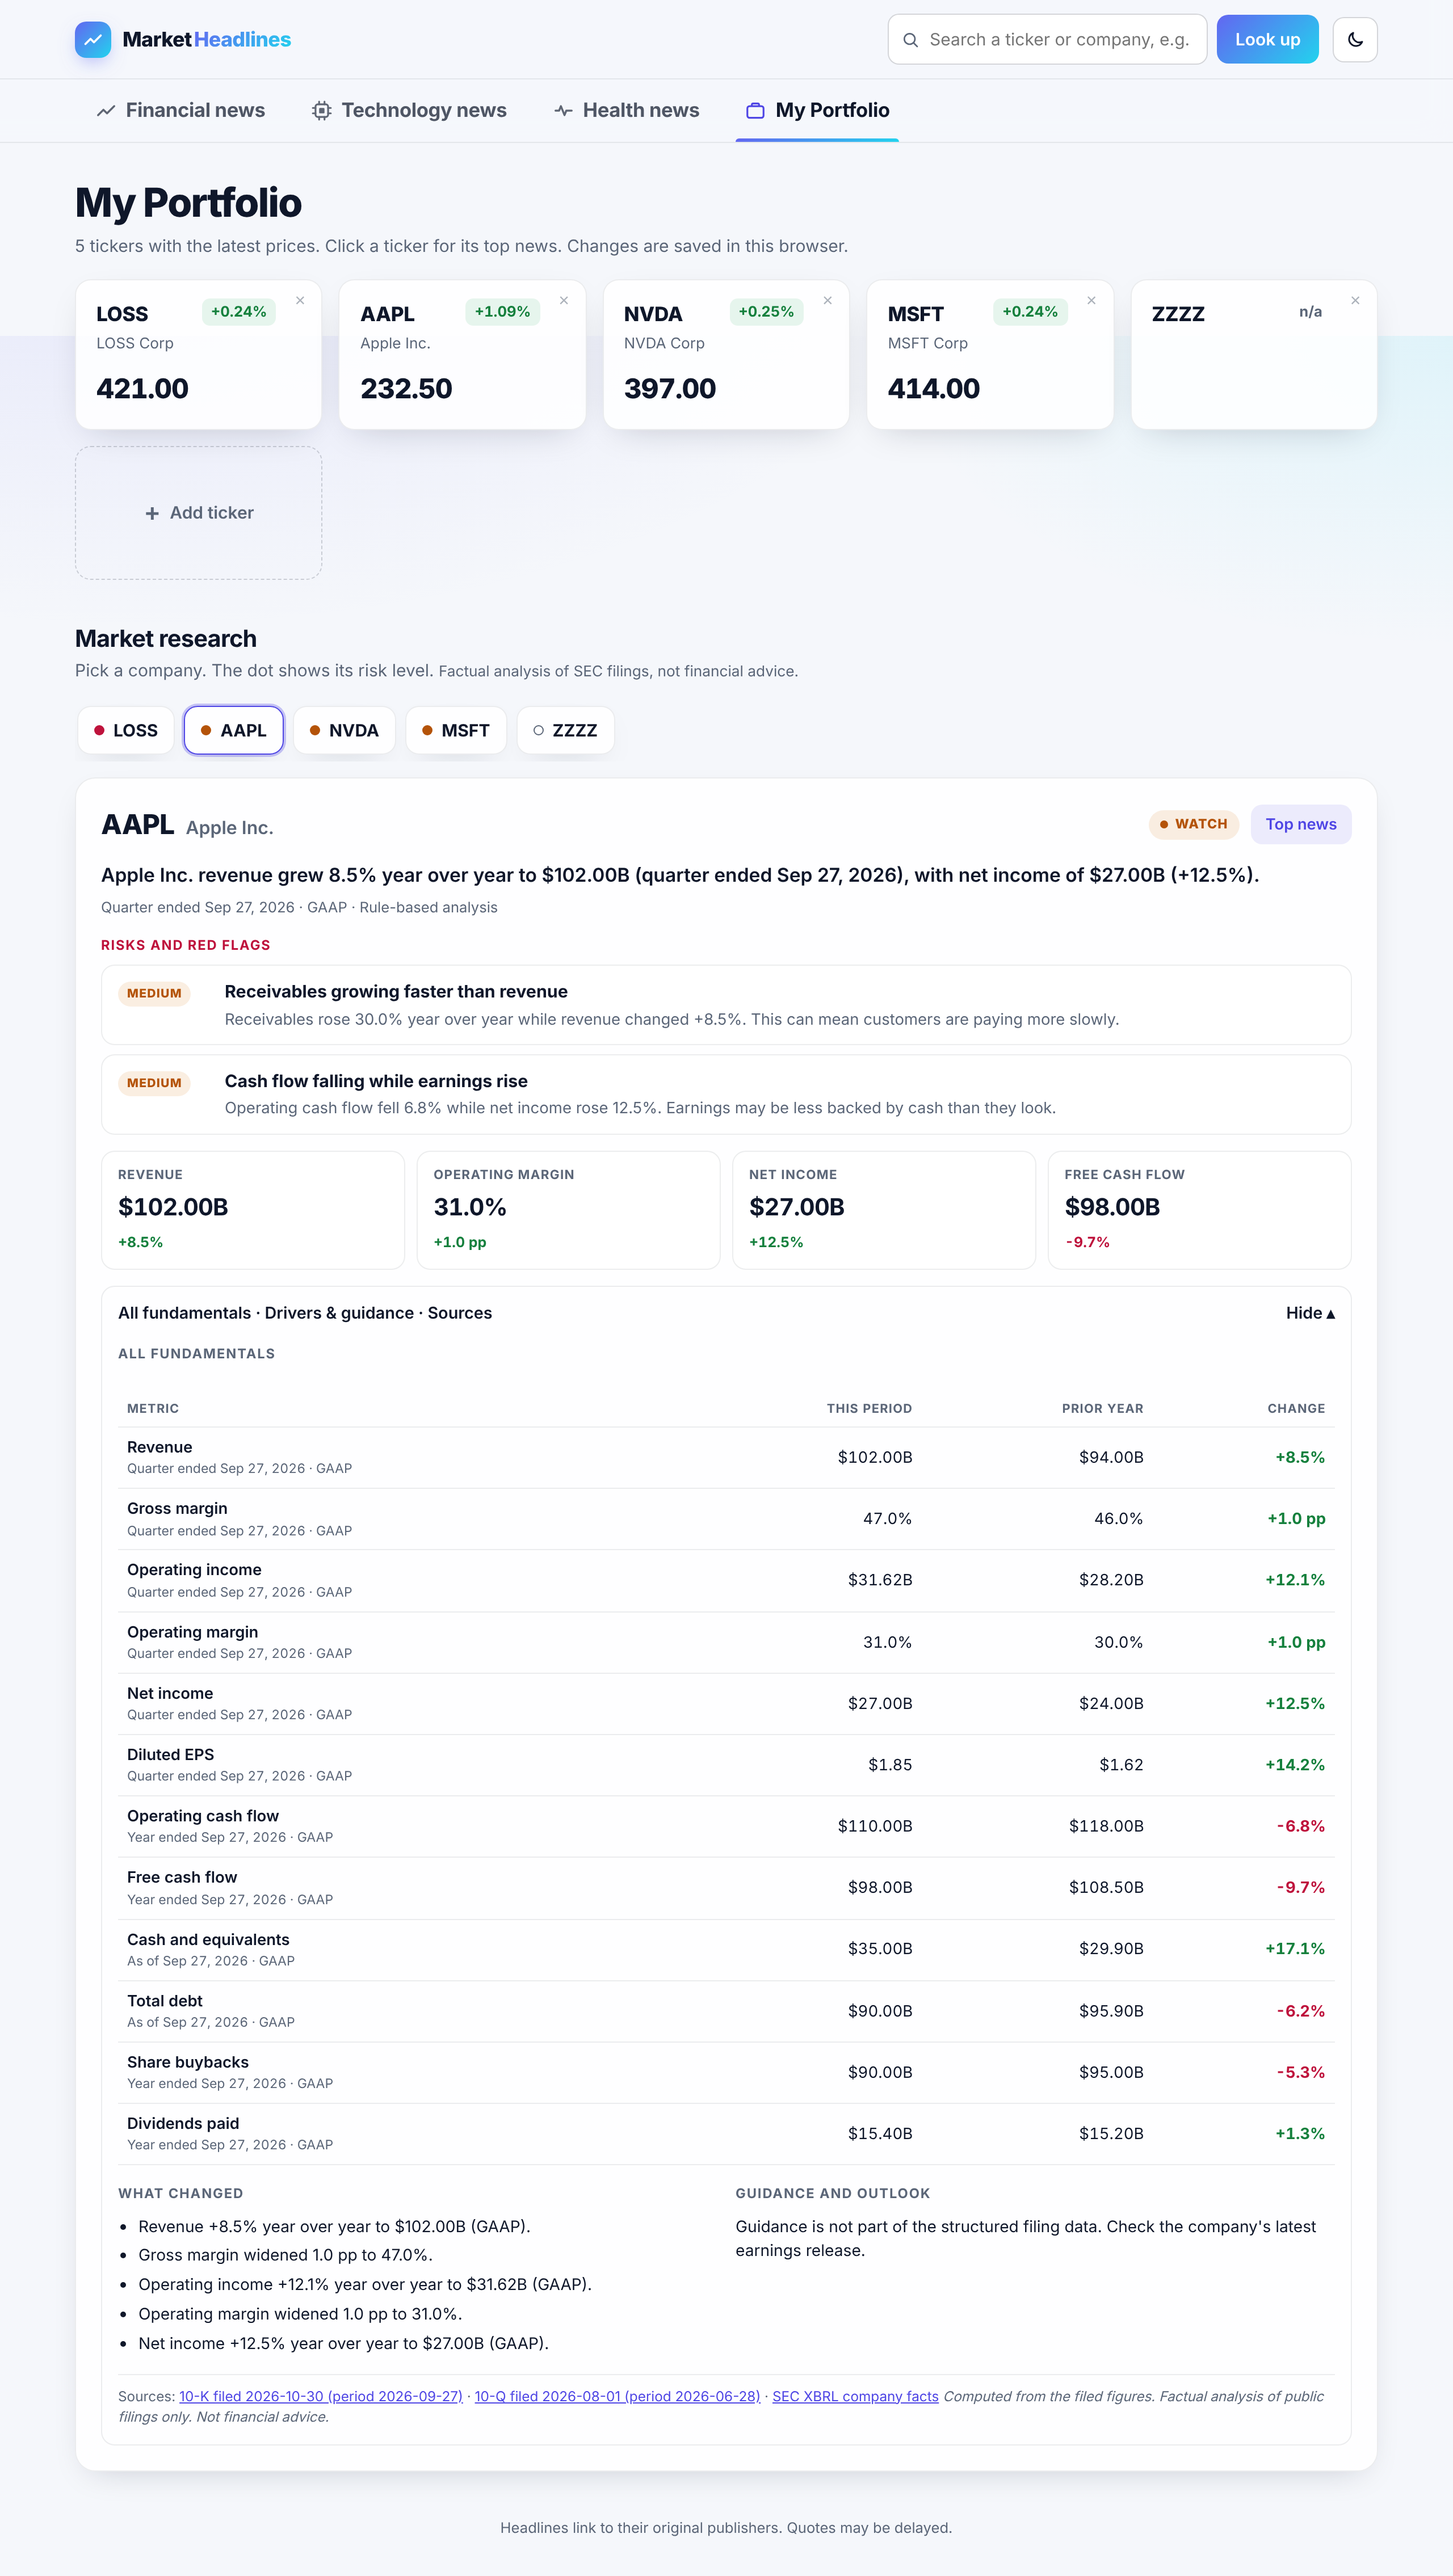 MarketHeadlines
Search a ticker or company, e.g.
Look up
Financial news
Technology news
Health news
My Portfolio
My Portfolio
5 tickers with the latest prices. Click a ticker for its top news. Changes are saved in this browser.
LOSS +0.24% ×
LOSS Corp
421.00
AAPL +1.09% ×
Apple Inc.
232.50
NVDA +0.25% ×
NVDA Corp
397.00
MSFT +0.24% ×
MSFT Corp
414.00
ZZZZ n/a ×
+ Add ticker
Market research
Pick a company. The dot shows its risk level. Factual analysis of SEC filings, not financial advice.
LOSS
AAPL
NVDA
MSFT
ZZZZ
AAPL Apple Inc.
WATCH
Top news
Apple Inc. revenue grew 8.5% year over year to $102.00B (quarter ended Sep 27, 2026), with net income of $27.00B (+12.5%).
Quarter ended Sep 27, 2026 · GAAP · Rule-based analysis
RISKS AND RED FLAGS
MEDIUM
Receivables growing faster than revenue
Receivables rose 30.0% year over year while revenue changed +8.5%. This can mean customers are paying more slowly.
MEDIUM
Cash flow falling while earnings rise
Operating cash flow fell 6.8% while net income rose 12.5%. Earnings may be less backed by cash than they look.
REVENUE
$102.00B
+8.5%
OPERATING MARGIN
31.0%
+1.0 pp
NET INCOME
$27.00B
+12.5%
FREE CASH FLOW
$98.00B
-9.7%
All fundamentals · Drivers & guidance · Sources
Hide ▴
ALL FUNDAMENTALS
METRIC THIS PERIOD PRIOR YEAR CHANGE
Revenue
Quarter ended Sep 27, 2026 · GAAP
$102.00B $94.00B +8.5%
Gross margin
Quarter ended Sep 27, 2026 · GAAP
47.0% 46.0% +1.0 pp
Operating income
Quarter ended Sep 27, 2026 · GAAP
$31.62B $28.20B +12.1%
Operating margin
Quarter ended Sep 27, 2026 · GAAP
31.0% 30.0% +1.0 pp
Net income
Quarter ended Sep 27, 2026 · GAAP
$27.00B $24.00B +12.5%
Diluted EPS
Quarter ended Sep 27, 2026 · GAAP
$1.85 $1.62 +14.2%
Operating cash flow
Year ended Sep 27, 2026 · GAAP
$110.00B $118.00B -6.8%
Free cash flow
Year ended Sep 27, 2026 · GAAP
$98.00B $108.50B -9.7%
Cash and equivalents
As of Sep 27, 2026 · GAAP
$35.00B $29.90B +17.1%
Total debt
As of Sep 27, 2026 · GAAP
$90.00B $95.90B -6.2%
Share buybacks
Year ended Sep 27, 2026 · GAAP
$90.00B $95.00B -5.3%
Dividends paid
Year ended Sep 27, 2026 · GAAP
$15.40B $15.20B +1.3%
WHAT CHANGED
• Revenue +8.5% year over year to $102.00B (GAAP).
• Gross margin widened 1.0 pp to 47.0%.
• Operating income +12.1% year over year to $31.62B (GAAP).
• Operating margin widened 1.0 pp to 31.0%.
• Net income +12.5% year over year to $27.00B (GAAP).
GUIDANCE AND OUTLOOK
Guidance is not part of the structured filing data. Check the company's latest
earnings release.
Sources: 10-K filed 2026-10-30 (period 2026-09-27) · 10-Q filed 2026-08-01 (period 2026-06-28) · SEC XBRL company facts Computed from the filed figures. Factual analysis of public
filings only. Not financial advice.
Headlines link to their original publishers. Quotes may be delayed.